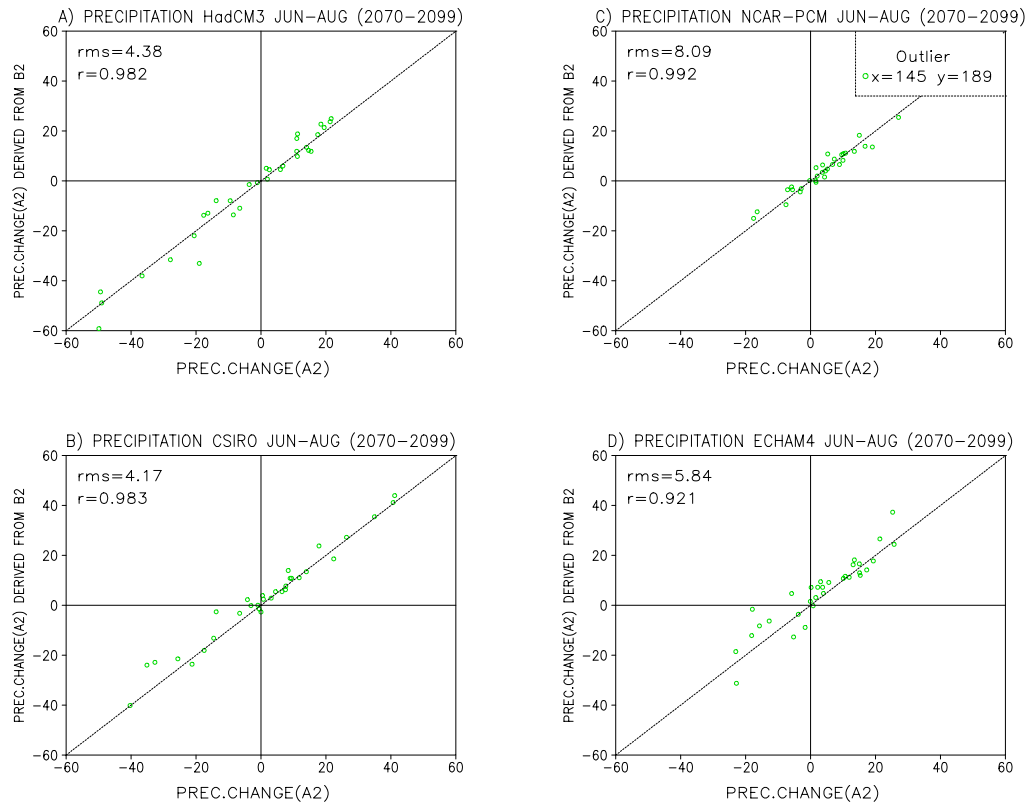 A) PRECIPITATION HadCM3 JUN-AUG (2070-2099)
rms=4.38
r=0.982
PREC.CHANGE(A2) DERIVED FROM B2
60
40
20
0
-20
-40
-60
-60 -40 -20 0 20 40 60
PREC.CHANGE(A2)
C) PRECIPITATION NCAR-PCM JUN-AUG (2070-2099)
rms=8.09
r=0.992
Outlier
x=145 y=189
PREC.CHANGE(A2) DERIVED FROM B2
60
40
20
0
-20
-40
-60
-60 -40 -20 0 20 40 60
PREC.CHANGE(A2)
B) PRECIPITATION CSIRO JUN-AUG (2070-2099)
rms=4.17
r=0.983
PREC.CHANGE(A2) DERIVED FROM B2
60
40
20
0
-20
-40
-60
-60 -40 -20 0 20 40 60
PREC.CHANGE(A2)
D) PRECIPITATION ECHAM4 JUN-AUG (2070-2099)
rms=5.84
r=0.921
PREC.CHANGE(A2) DERIVED FROM B2
60
40
20
0
-20
-40
-60
-60 -40 -20 0 20 40 60
PREC.CHANGE(A2)